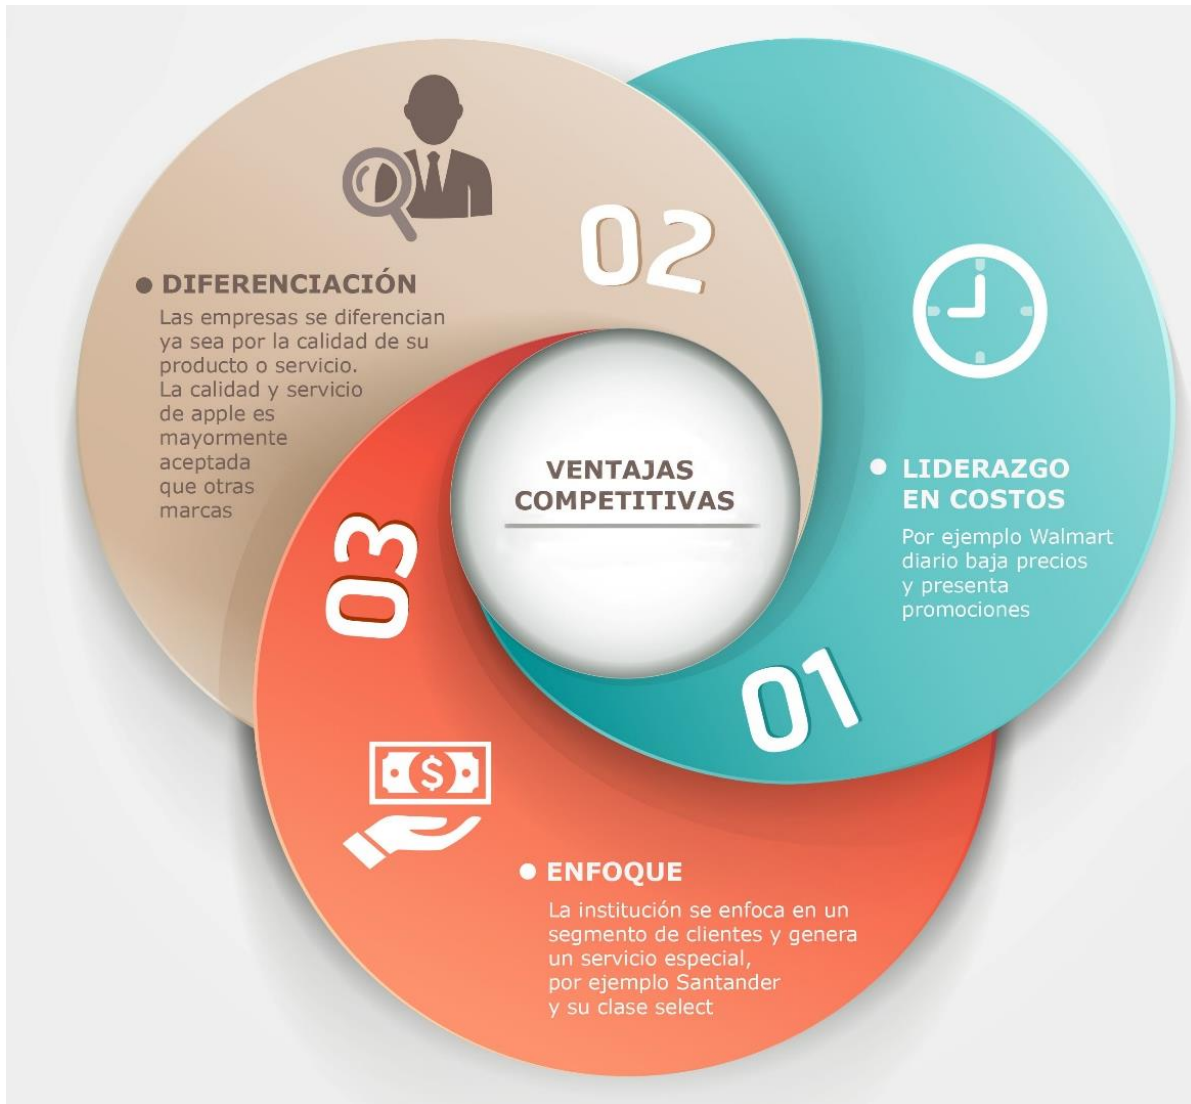 02
DIFERENCIACIÓN
Las empresas se diferencian
ya sea por la calidad de su
producto o servicio.
La calidad y servicio
de apple es
mayormente
aceptada
que otras
marcas
VENTAJAS
COMPETITIVAS
LIDERAZGO
EN COSTOS
Por ejemplo Walmart
diario baja precios
y presenta
promociones
01
03
$
ENFOQUE
La institución se enfoca en un
segmento de clientes y genera
un servicio especial,
por ejemplo Santander
y su clase select